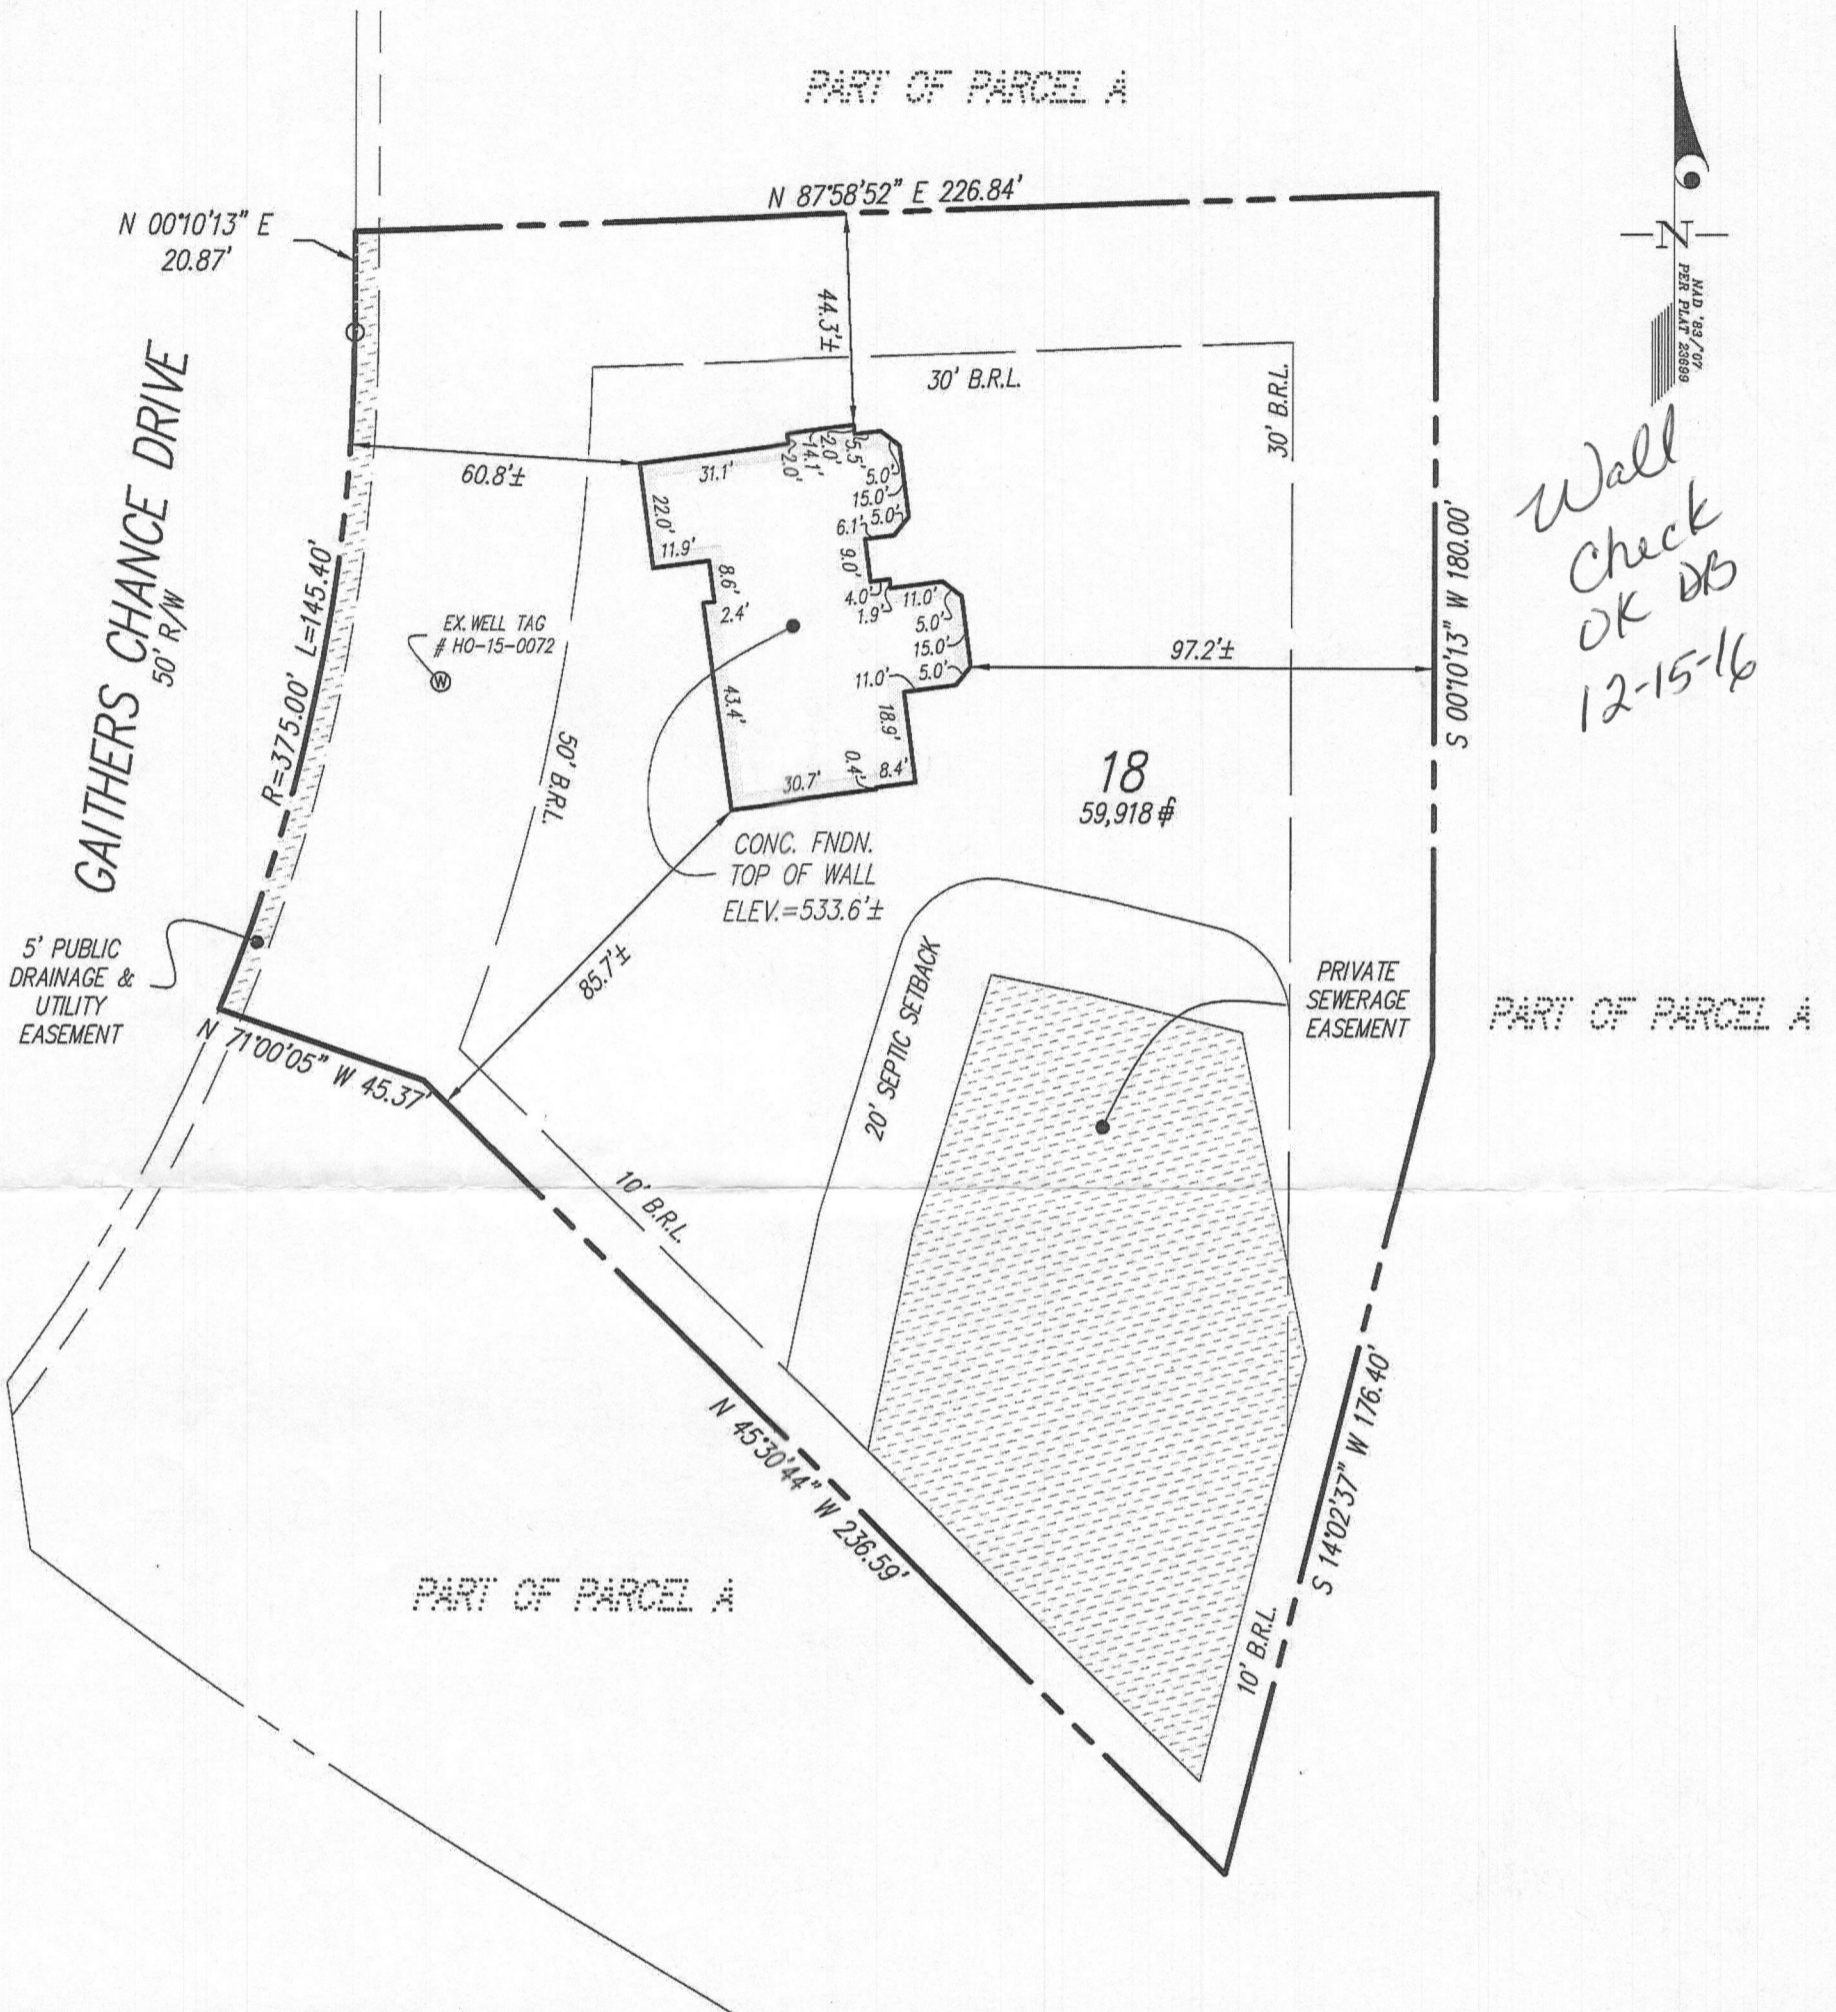 PART OF PARCEL A
N 87°58'52" E 226.84'
N 00°10'13" E
20.87'
N
NAD '83/'07
PER PLAT 23699
Wall
Check
OK DB
12-15-16
GAITHERS CHANCE DRIVE
50' R/W
R=375.00' L=145.40'
44.3'±
30' B.R.L.
30' B.R.L.
60.8'±
31.1'
2.0'
14.1'
2.0'
5.5'
5.0'
15.0'
5.0'
6.1'
22.0'
11.9'
8.6'
2.4'
9.0'
4.0'
1.9'
11.0'
5.0'
15.0'
5.0'
11.0'
43.4'
18.9'
30.7'
0.4'
8.4'
EX. WELL TAG
# HO-15-0072
W
97.2'±
S 00°10'13" W 180.00'
50' B.R.L.
18
59,918 #
CONC. FNDN.
TOP OF WALL
ELEV.=533.6'±
85.7'±
5' PUBLIC
DRAINAGE &
UTILITY
EASEMENT
N 71°00'05" W 45.37'
20' SEPTIC SETBACK
PRIVATE
SEWERAGE
EASEMENT
PART OF PARCEL A
10' B.R.L.
N 45°30'44" W 236.59'
S 14°02'37" W 176.40'
10' B.R.L.
PART OF PARCEL A